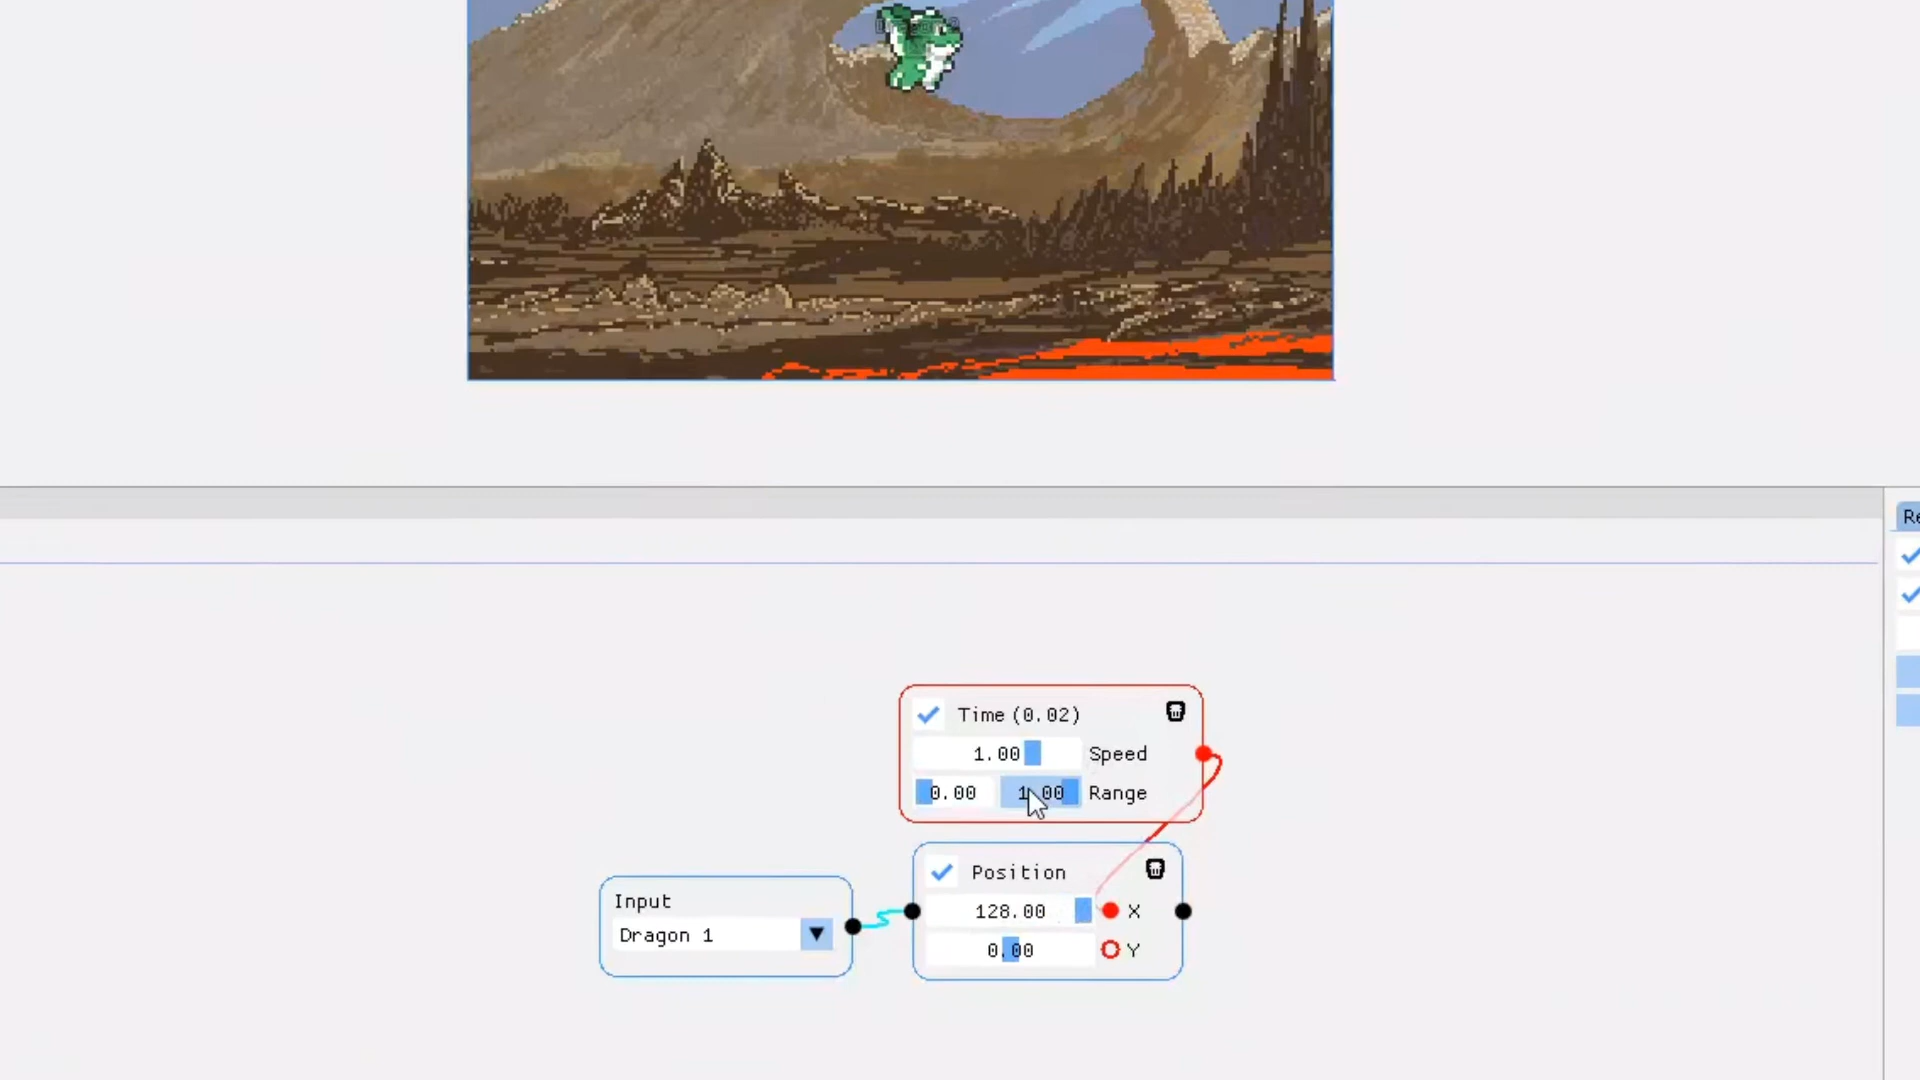 Re
Time (0.02)
1.00 Speed
0.00 1.00 Range
Position
128.00 X
0.00 Y
Input
Dragon 1